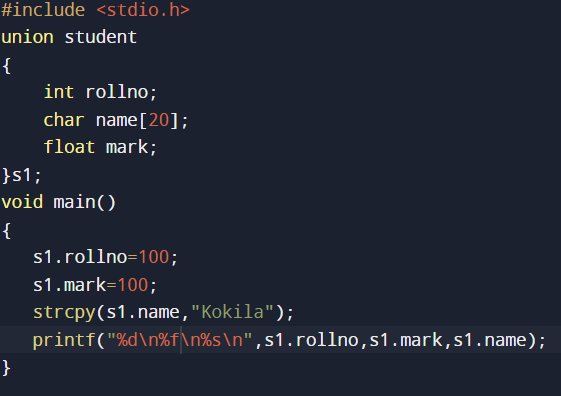 #include <stdio.h>
union student
{
    int rollno;
    char name[20];
    float mark;
}s1;
void main()
{
   s1.rollno=100;
   s1.mark=100;
   strcpy(s1.name,"Kokila");
   printf("%d\n%f\n%s\n",s1.rollno,s1.mark,s1.name);
}